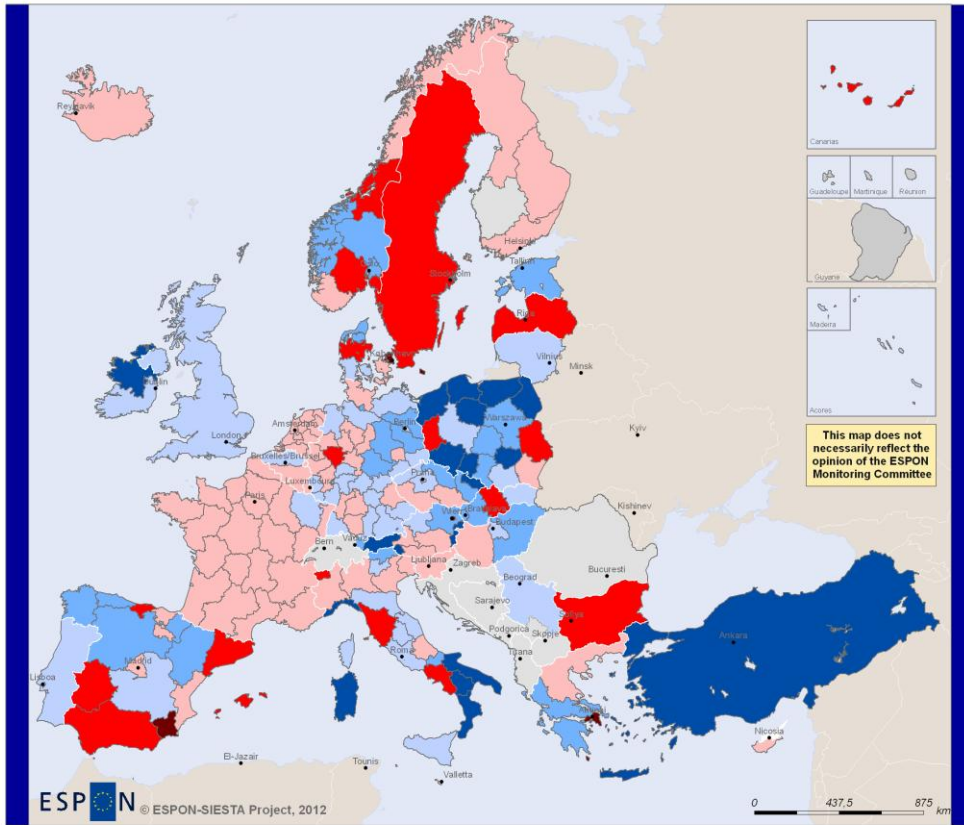 Reykjavik
Canarias
Guadeloupe
Martinique
Réunion
Guyane
Madeira
Acores
Helsinki
Tallinn
Stockholm
Riga
Vilnius
Minsk
Dublin
London
Amsterdam
Berlin
Warszawa
Kyiv
Bruxelles/Brussel
Luxembourg
Praha
Paris
Kishinev
Budapest
Bern
Vaduz
Ljubljana
Zagreb
Beograd
Bucuresti
Sarajevo
Podgorica
Skopje
Tirana
Ankara
Roma
Madrid
Lisboa
Nicosia
El-Jazair
Tounis
Valletta
This map does not
necessarily reflect the
opinion of the ESPON
Monitoring Committee
ESPON © ESPON-SIESTA Project, 2012
0 437,5 875
km